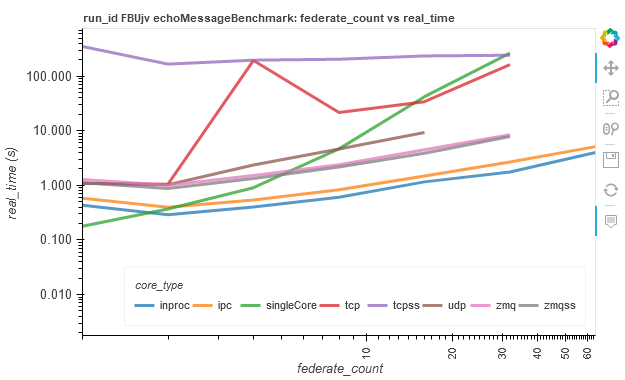 run_id FBUjv echoMessageBenchmark: federate_count vs real_time
real_time (s)
100.000
10.000
1.000
0.100
0.010
core_type
inproc ipc singleCore tcp tcpss udp zmq zmqss
10 20 30 40 50 60
federate_count